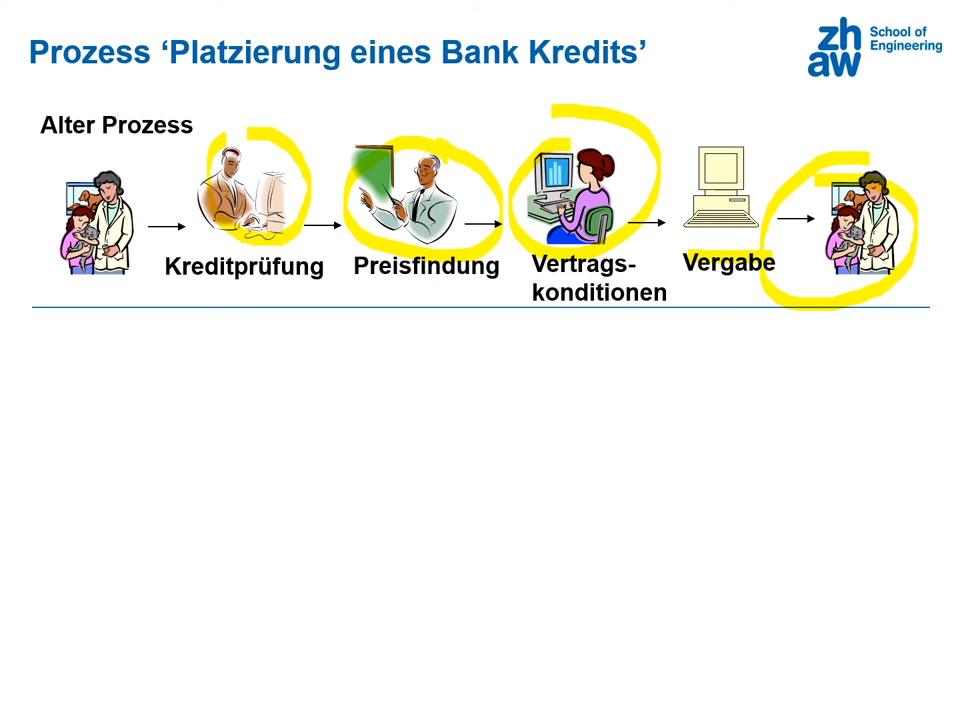 Prozess ‘Platzierung eines Bank Kredits’
zh
aw
School of
Engineering
Alter Prozess
Kreditprüfung
Preisfindung
Vertrags-
konditionen
Vergabe